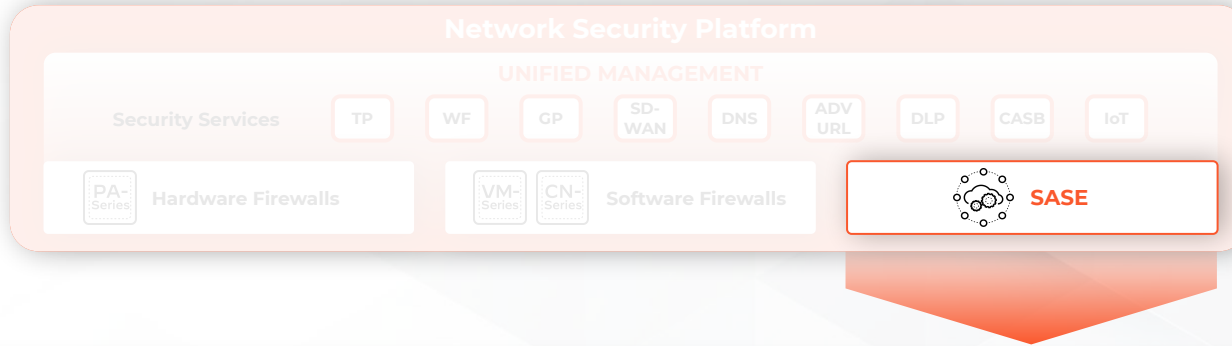 Network Security Platform
UNIFIED MANAGEMENT
Security Services
TP
WF
GP
SD-
WAN
DNS
ADV
URL
DLP
CASB
IoT
PA-
Series
Hardware Firewalls
VM-
Series
CN-
Series
Software Firewalls
SASE